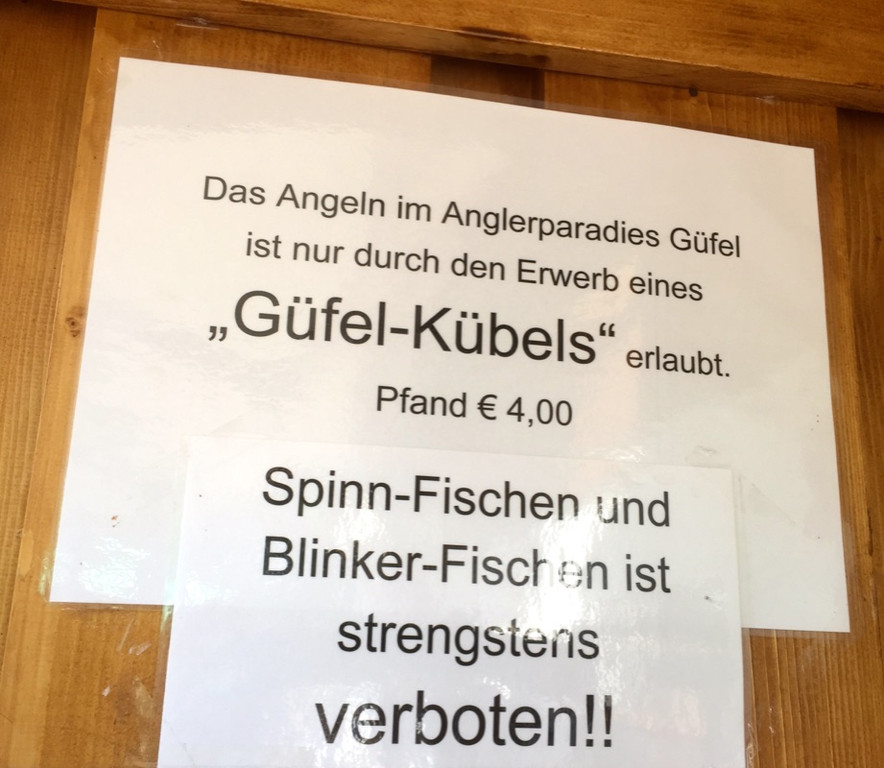 Das Angeln im Anglerparadies Güfel
ist nur durch den Erwerb eines
„Güfel-Kübels“ erlaubt.
Pfand € 4,00
Spinn-Fischen und
Blinker-Fischen ist
strengstens
verboten!!